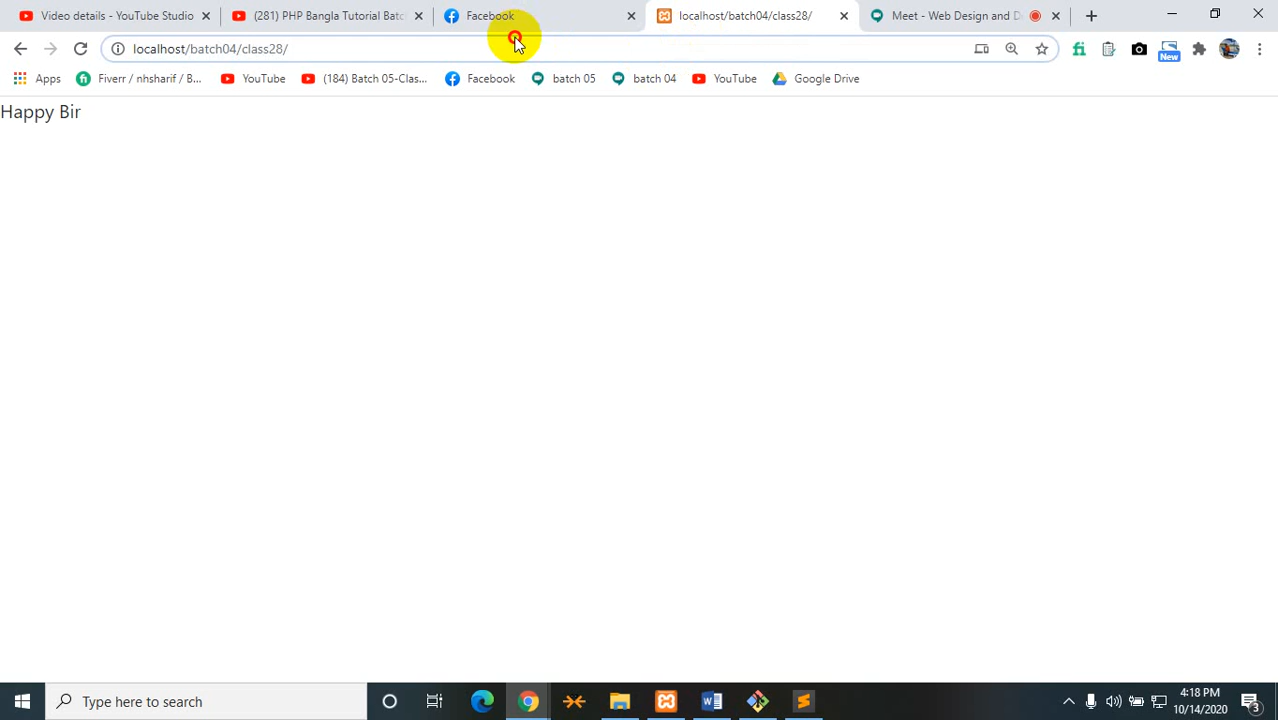 Video details - YouTube Studio
(281) PHP Bangla Tutorial Batc
Facebook
localhost/batch04/class28/
Meet - Web Design and D
localhost/batch04/class28/
New
Apps
Fiverr / nhsharif / B...
YouTube
(184) Batch 05-Clas...
Facebook
batch 05
batch 04
YouTube
Google Drive
Happy Bir
Type here to search
4:18 PM
10/14/2020
3